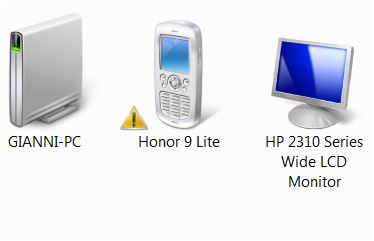 GIANNI-PC
Honor 9 Lite
HP 2310 Series
Wide LCD
Monitor